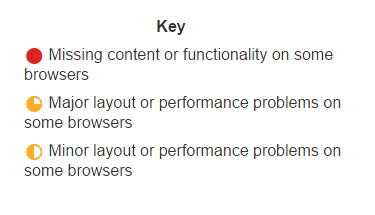 Key
Missing content or functionality on some
browsers
Major layout or performance problems on
some browsers
Minor layout or performance problems on
some browsers